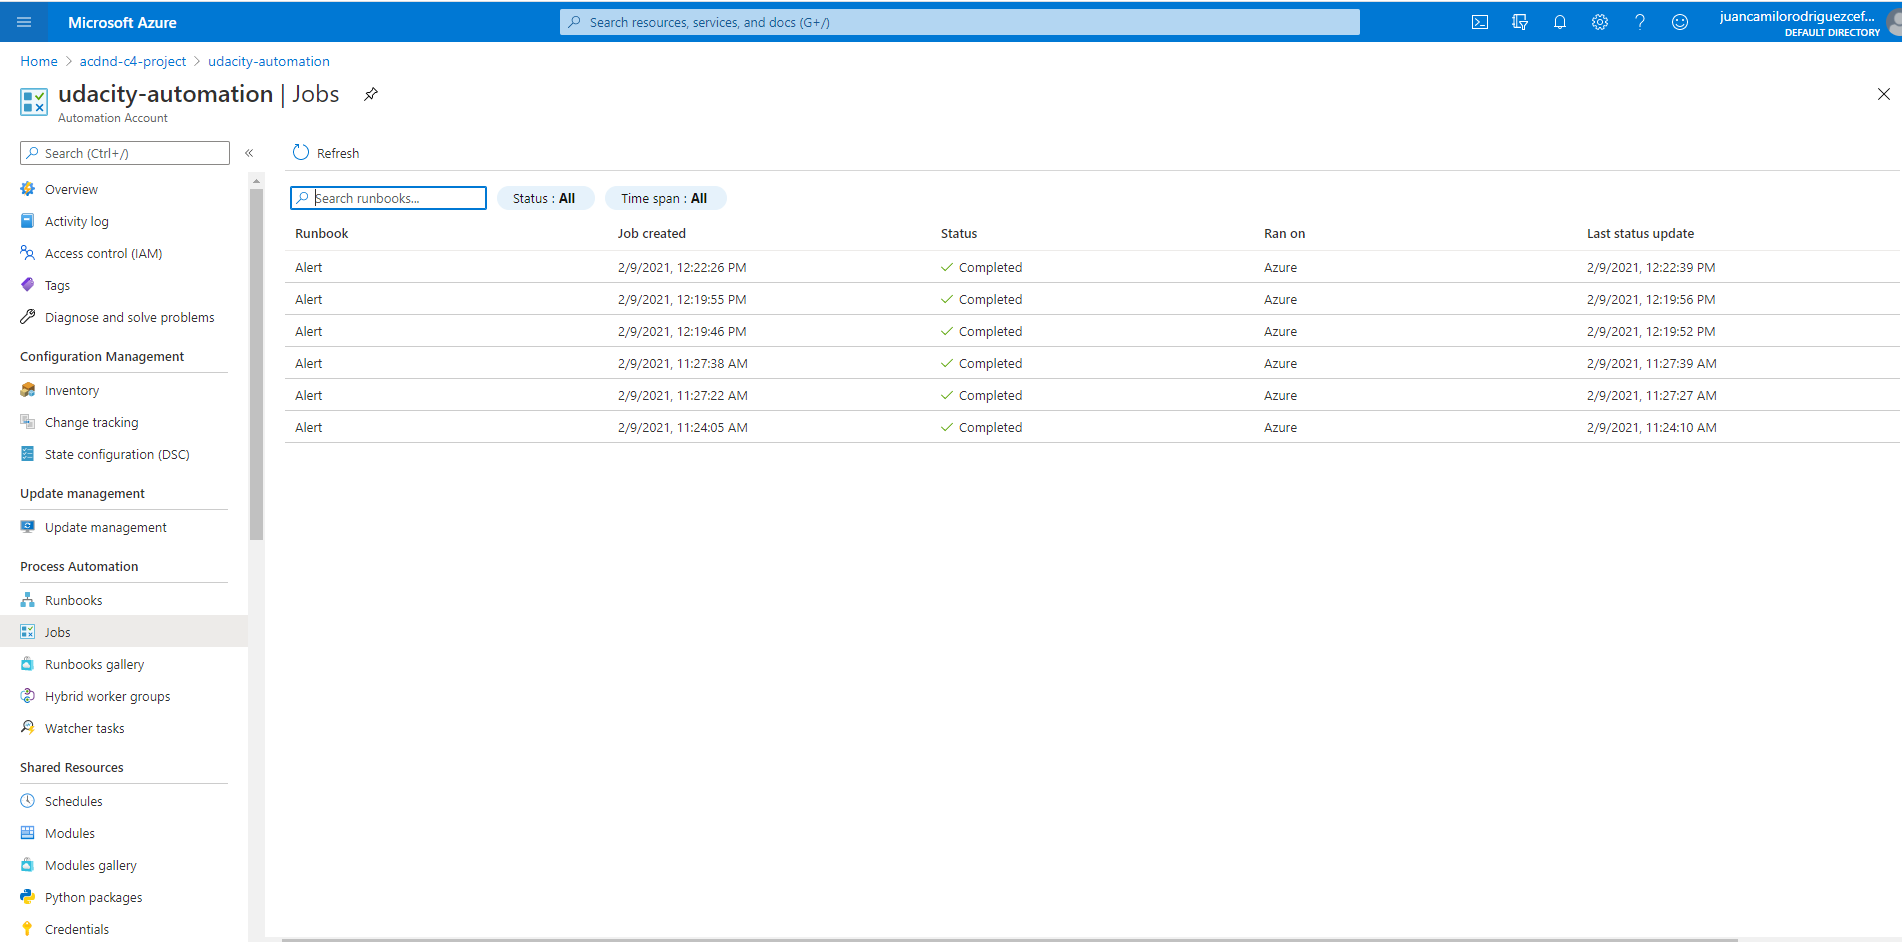 Microsoft Azure
Search resources, services, and docs (G+/)
juancamilorodriguezcef...
DEFAULT DIRECTORY
Home > acdnd-c4-project > udacity-automation
udacity-automation | Jobs
Automation Account
Search (Ctrl+/)
«
Overview
Activity log
Access control (IAM)
Tags
Diagnose and solve problems
Configuration Management
Inventory
Change tracking
State configuration (DSC)
Update management
Update management
Process Automation
Runbooks
Jobs
Runbooks gallery
Hybrid worker groups
Watcher tasks
Shared Resources
Schedules
Modules
Modules gallery
Python packages
Credentials
Refresh
Search runbooks...
Status : All
Time span : All
Runbook Job created Status Ran on Last status update
Alert 2/9/2021, 12:22:26 PM Completed Azure 2/9/2021, 12:22:39 PM
Alert 2/9/2021, 12:19:55 PM Completed Azure 2/9/2021, 12:19:56 PM
Alert 2/9/2021, 12:19:46 PM Completed Azure 2/9/2021, 12:19:52 PM
Alert 2/9/2021, 11:27:38 AM Completed Azure 2/9/2021, 11:27:39 AM
Alert 2/9/2021, 11:27:22 AM Completed Azure 2/9/2021, 11:27:27 AM
Alert 2/9/2021, 11:24:05 AM Completed Azure 2/9/2021, 11:24:10 AM